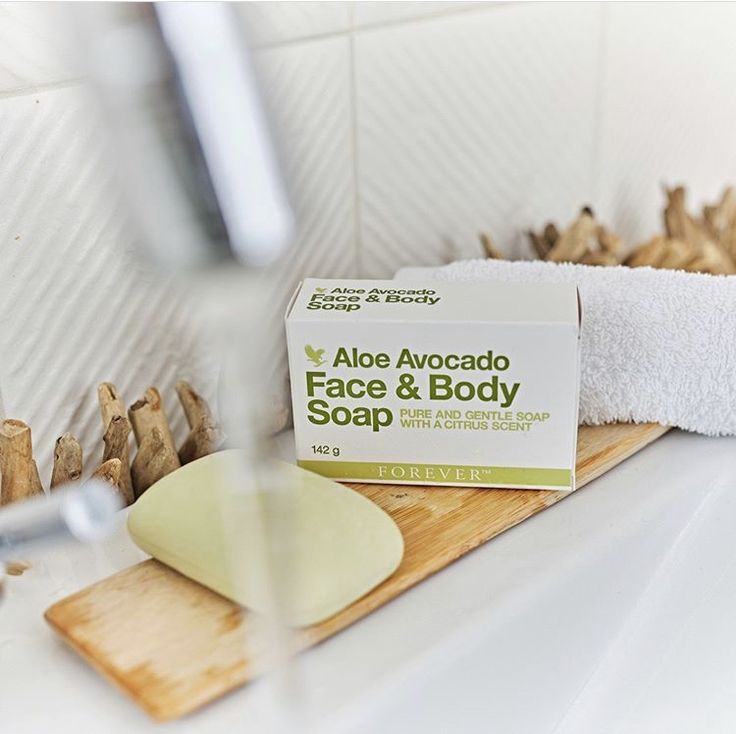 Aloe Avocado
Face & Body
Soap
Aloe Avocado
Face & Body
Soap
PURE AND GENTLE SOAP
WITH A CITRUS SCENT
142 g
FOREVER™